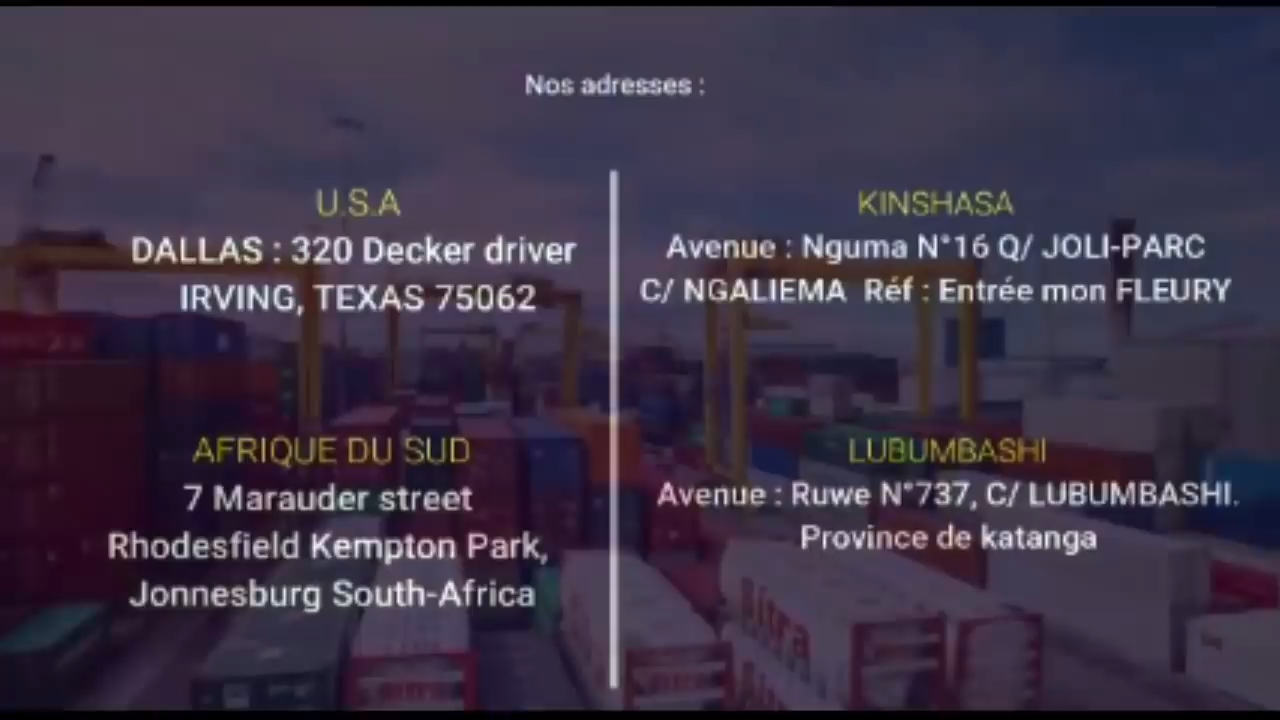 Nos adresses :
U.S.A
DALLAS : 320 Decker driver
IRVING, TEXAS 75062
KINSHASA
Avenue : Nguma N°16 Q/ JOLI-PARC
C/ NGALIEMA Réf : Entrée mon FLEURY
AFRIQUE DU SUD
7 Marauder street
Rhodesfield Kempton Park,
Jonnesburg South-Africa
LUBUMBASHI
Avenue : Ruwe N°737, C/ LUBUMBASHI.
Province de katanga